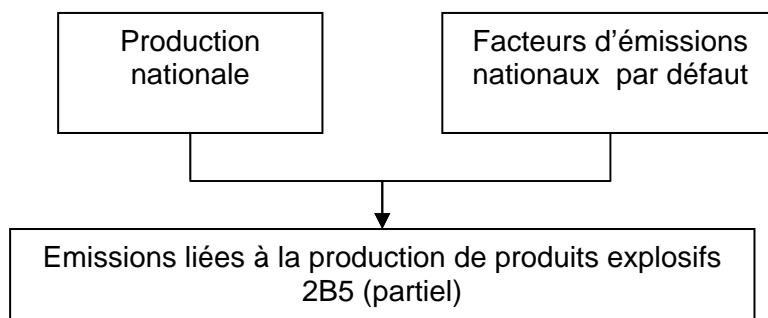 Production
nationale
Facteurs d'émissions
nationaux par défaut
Emissions liées à la production de produits explosifs
2B5 (partiel)